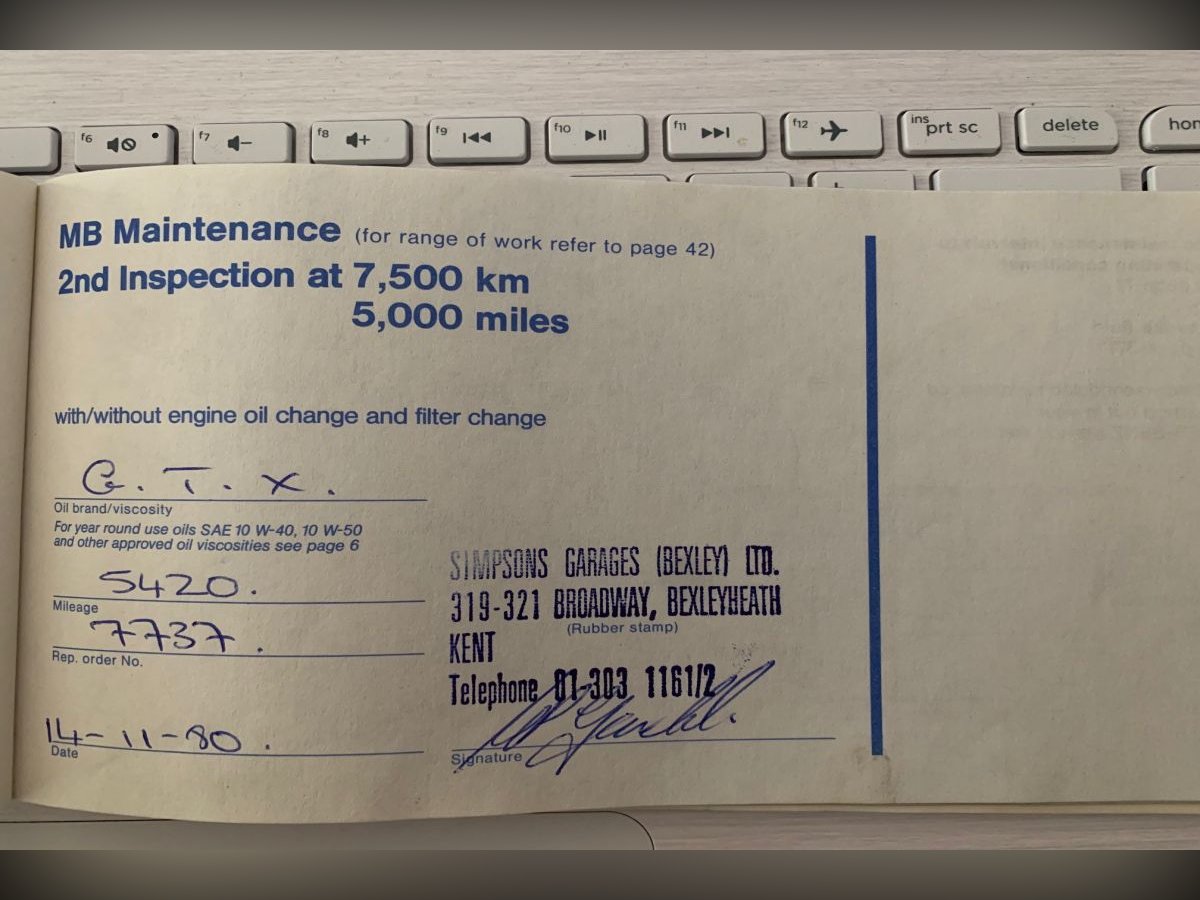 f6
f7
f8
f9
f10
f11
f12
ins
prt sc
delete
MB Maintenance (for range of work refer to page 42)
2nd Inspection at 7,500 km
5,000 miles
with/without engine oil change and filter change
G.T.X.
Oil brand/viscosity
For year round use oils SAE 10 W-40, 10 W-50
and other approved oil viscosities see page 6
5420.
Mileage
7737.
Rep. order No.
14-11-80.
Date
SIMPSONS GARAGES (BEXLEY) LTD.
319-321 BROADWAY, BEXLEYHEATH
(Rubber stamp)
KENT
Telephone 01-303 1161/2
Signature